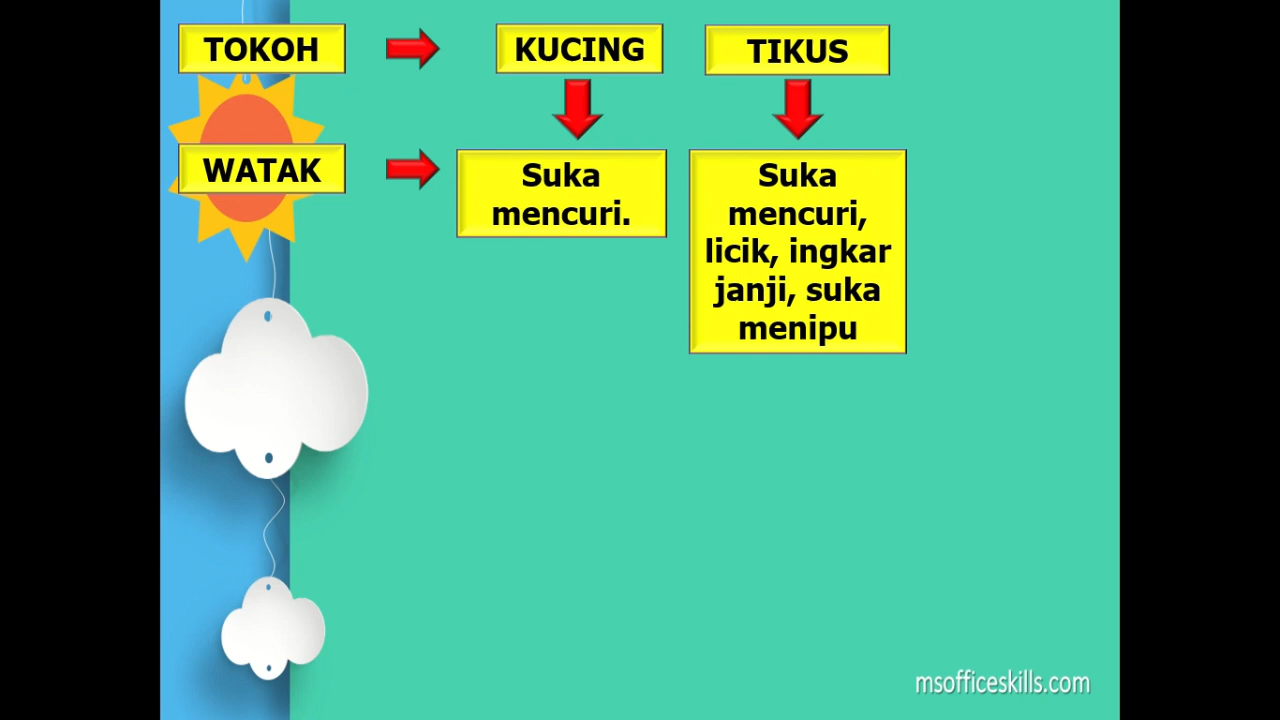 TOKOH
KUCING
TIKUS
WATAK
Suka
mencuri.
Suka
mencuri,
licik, ingkar
janji, suka
menipu
msofficeskills.com